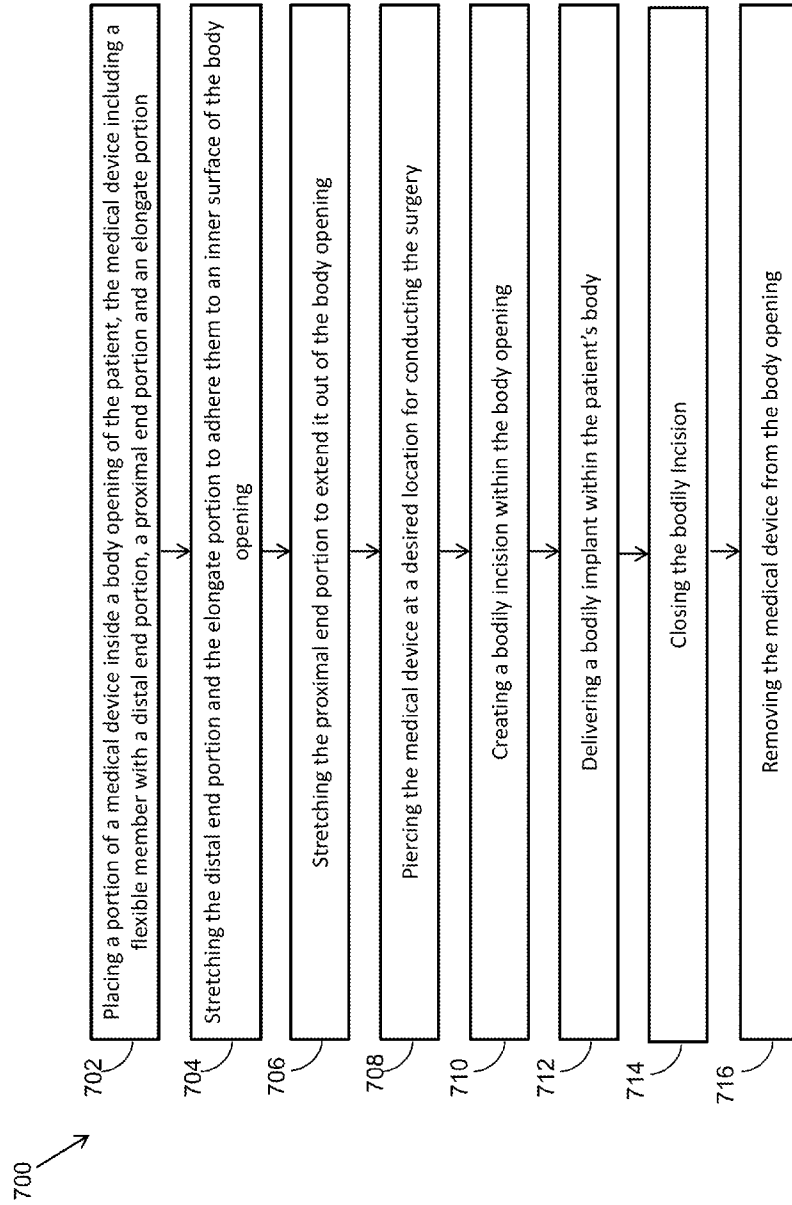 700
702
Placing a portion of a medical device inside a body opening of the patient, the medical device including a
flexible member with a distal end portion, a proximal end portion and an elongate portion
704
Stretching the distal end portion and the elongate portion to adhere them to an inner surface of the body
opening
706
Stretching the proximal end portion to extend it out of the body opening
708
Piercing the medical device at a desired location for conducting the surgery
710
Creating a bodily incision within the body opening
712
Delivering a bodily implant within the patient's body
714
Closing the bodily Incision
716
Removing the medical device from the body opening